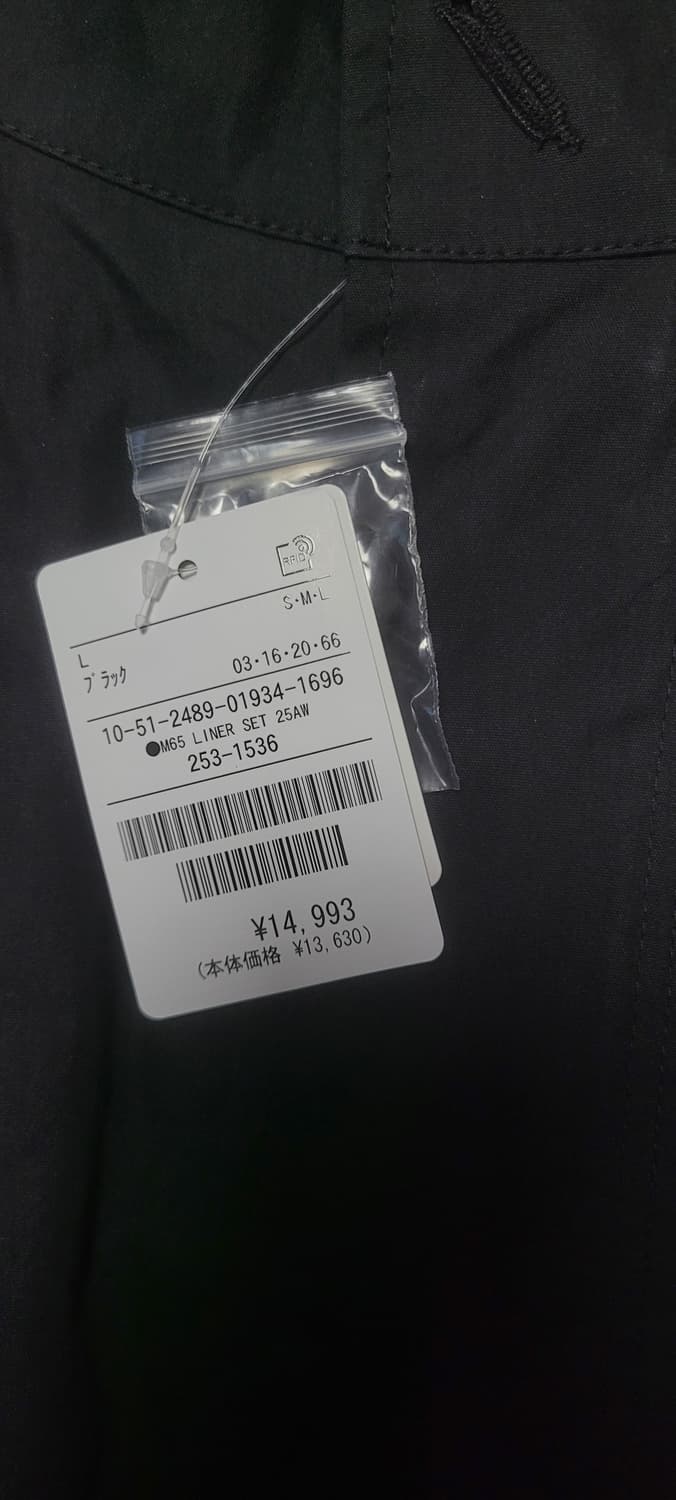 RFID
S・M・L
L
ﾌﾞﾗｯｸ
03・16・20・66
10-51-2489-01934-1696
●M65 LINER SET 25AW
253-1536
¥14,993
(本体価格 ¥13,630)